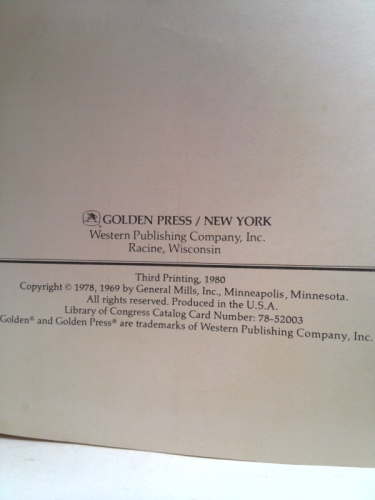 GOLDEN PRESS / NEW YORK
Western Publishing Company, Inc.
Racine, Wisconsin
Third Printing, 1980
Copyright © 1978, 1969 by General Mills, Inc., Minneapolis, Minnesota.
All rights reserved. Produced in the U.S.A.
Library of Congress Catalog Card Number: 78-52003
Golden® and Golden Press® are trademarks of Western Publishing Company, Inc.